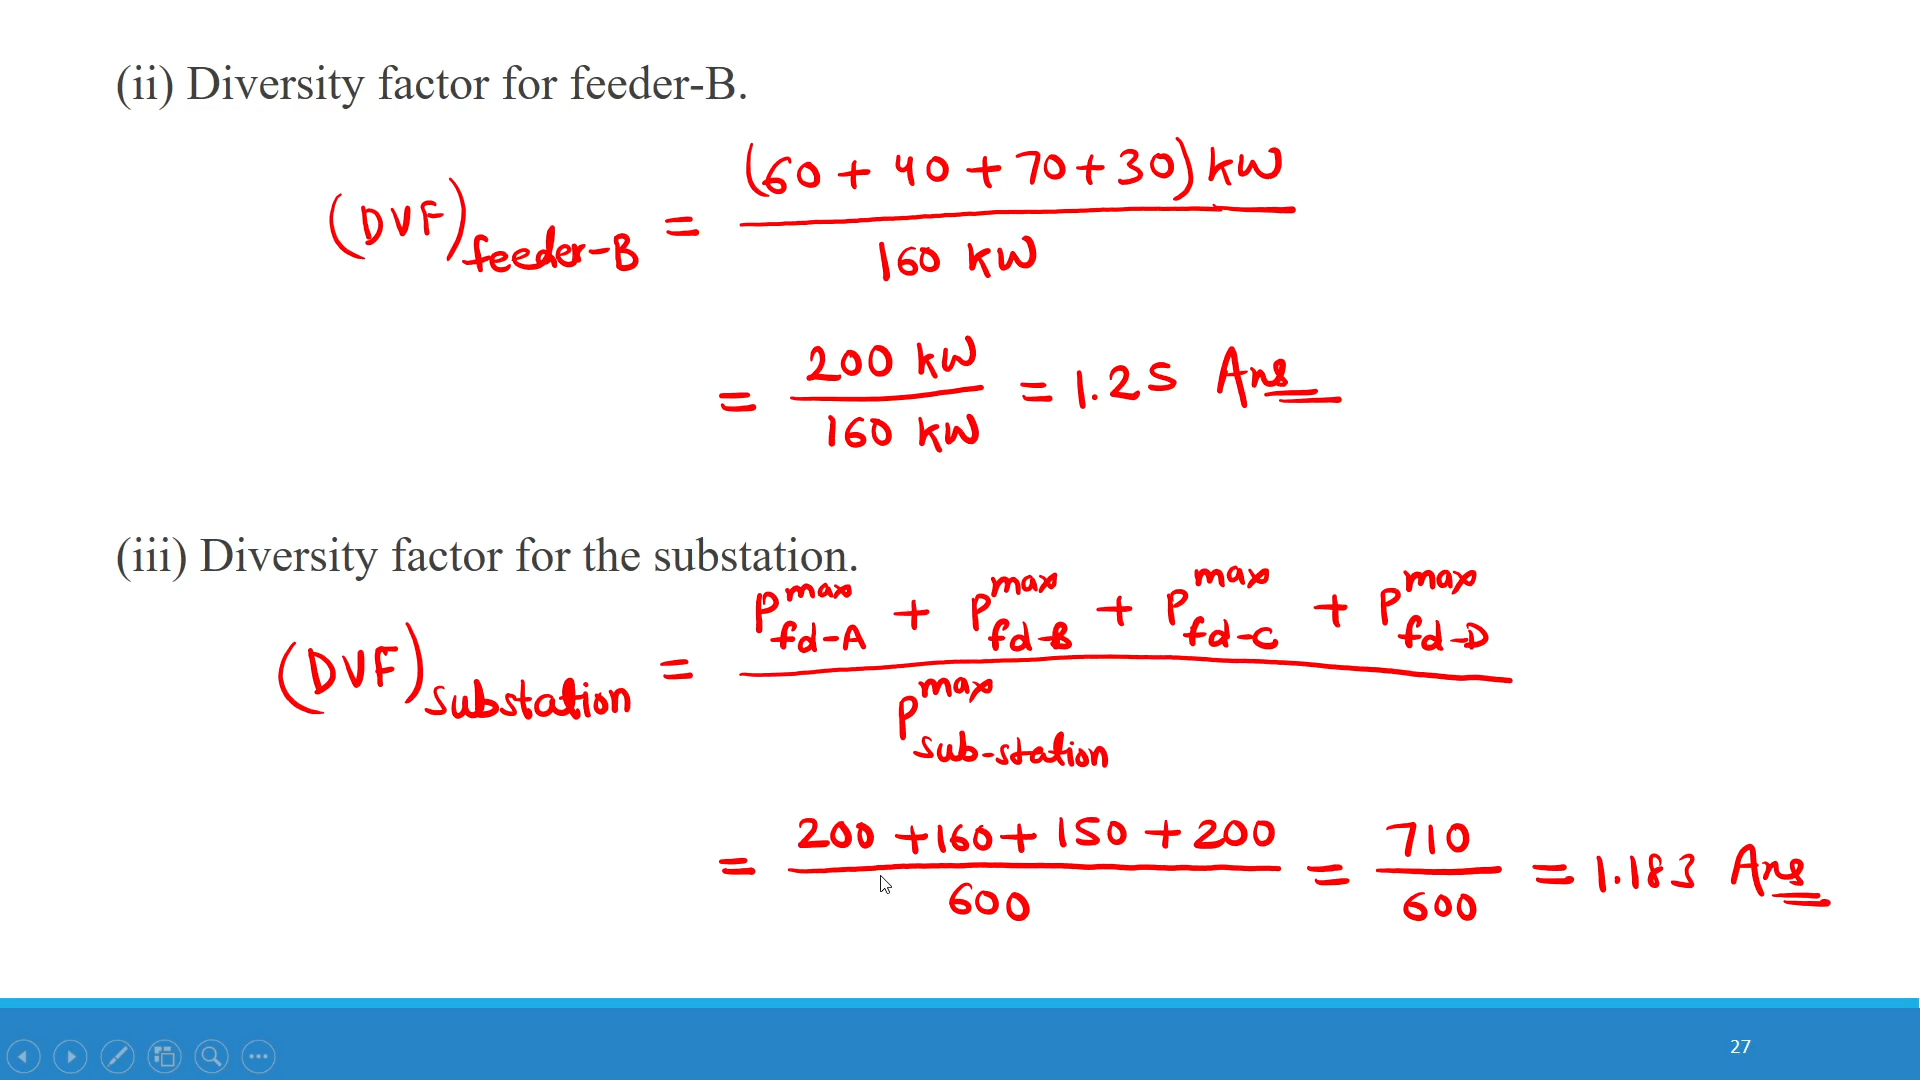 (ii) Diversity factor for feeder-B.
(DVF) feeder-B = (60 + 40 + 70 + 30) kW / 160 kW
= 200 kW / 160 kW = 1.25 Ans
(iii) Diversity factor for the substation.
(DVF) substation = P max fd-A + P max fd-B + P max fd-C + P max fd-D / P max sub-station
= 200 + 160 + 150 + 200 / 600 = 710 / 600 = 1.183 Ans
27